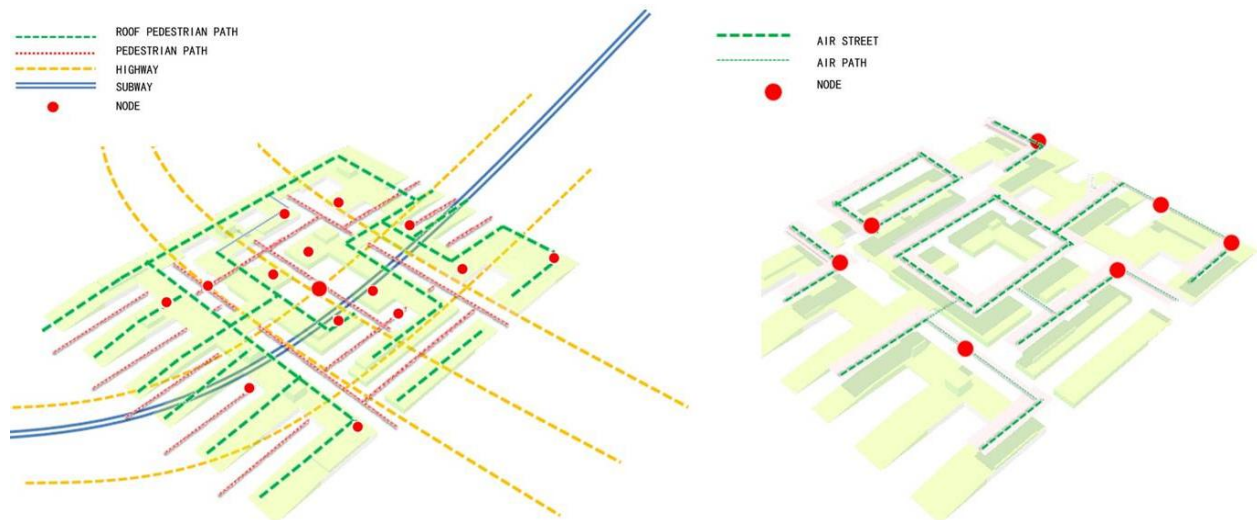 ROOF PEDESTRIAN PATH
PEDESTRIAN PATH
HIGHWAY
SUBWAY
NODE
AIR STREET
AIR PATH
NODE